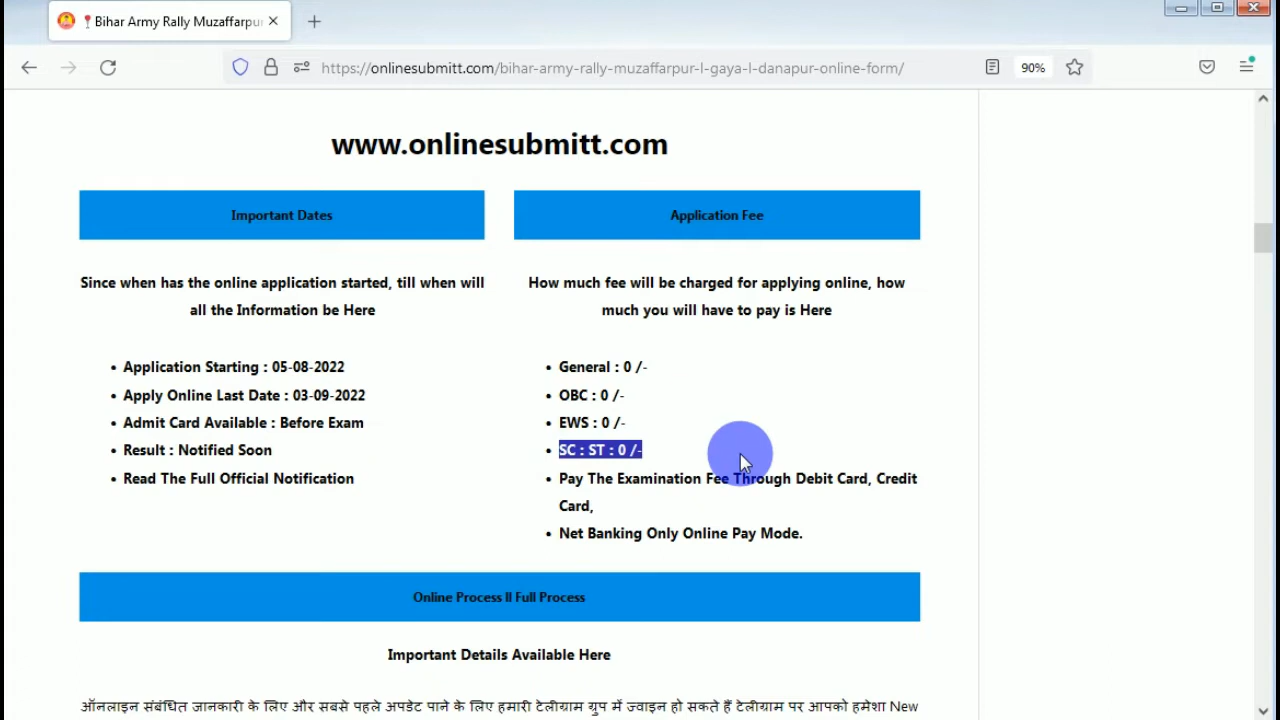 Bihar Army Rally Muzaffarpur
https://onlinesubmitt.com/bihar-army-rally-muzaffarpur-l-gaya-l-danapur-online-form/
90%
www.onlinesubmitt.com
Important Dates
Since when has the online application started, till when will
all the Information be Here
• Application Starting : 05-08-2022
• Apply Online Last Date : 03-09-2022
• Admit Card Available : Before Exam
• Result : Notified Soon
• Read The Full Official Notification
Application Fee
How much fee will be charged for applying online, how
much you will have to pay is Here
• General : 0 /-
• OBC : 0 /-
• EWS : 0 /-
• SC : ST : 0 /-
• Pay The Examination Fee Through Debit Card, Credit
Card,
• Net Banking Only Online Pay Mode.
Online Process II Full Process
Important Details Available Here
ऑनलाइन संबंधित जानकारी के लिए और सबसे पहले अपडेट पाने के लिए हमारी टेलीग्राम ग्रुप में ज्वाइन हो सकते हैं टेलीग्राम पर आपको हमेशा New